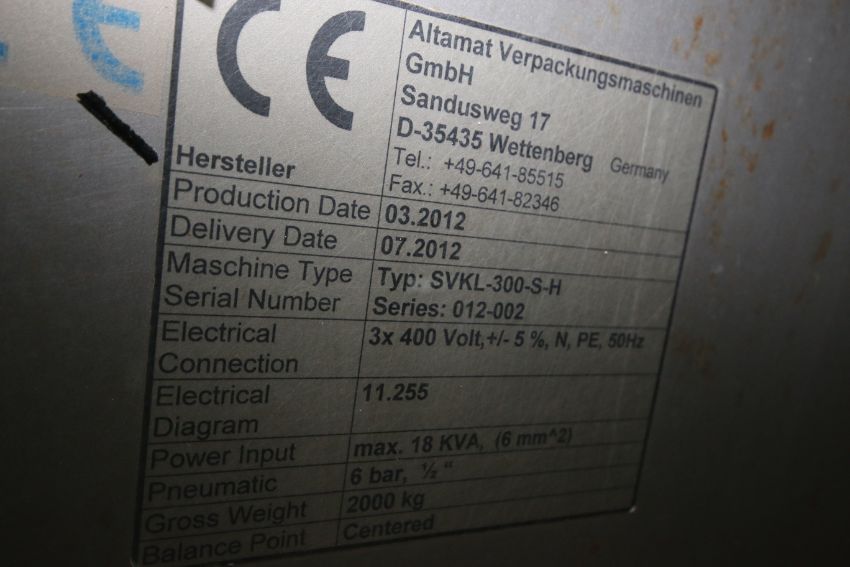 CE
Altamat Verpackungsmaschinen
GmbH
Sandusweg 17
D-35435 Wettenberg Germany
Tel.: +49-641-85515
Fax.: +49-641-82346
Hersteller
Production Date 03.2012
Delivery Date 07.2012
Maschine Type Typ: SVKL-300-S-H
Serial Number Series: 012-002
Electrical 3x 400 Volt,+/- 5 %, N, PE, 50Hz
Connection
Electrical 11.255
Diagram
Power Input max. 18 KVA, (6 mm^2)
Pneumatic 6 bar, ½ "
Gross Weight 2000 kg
Balance Point Centered